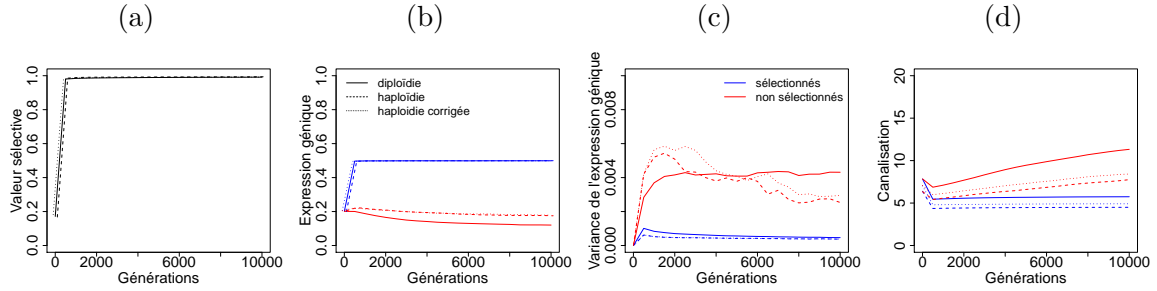 (a)
(b)
(c)
(d)
Valeur sélective
0.0 0.2 0.4 0.6 0.8 1.0
0 2000 6000 10000
Générations
Expression génique
0.0 0.2 0.4 0.6 0.8 1.0
diploïdie
haploïdie
haploidie corrigée
0 2000 6000 10000
Générations
Variance de l'expression génique
0.000 0.004 0.008
sélectionnés
non sélectionnés
0 2000 6000 10000
Générations
Canalisation
0 5 10 15 20
0 2000 6000 10000
Générations